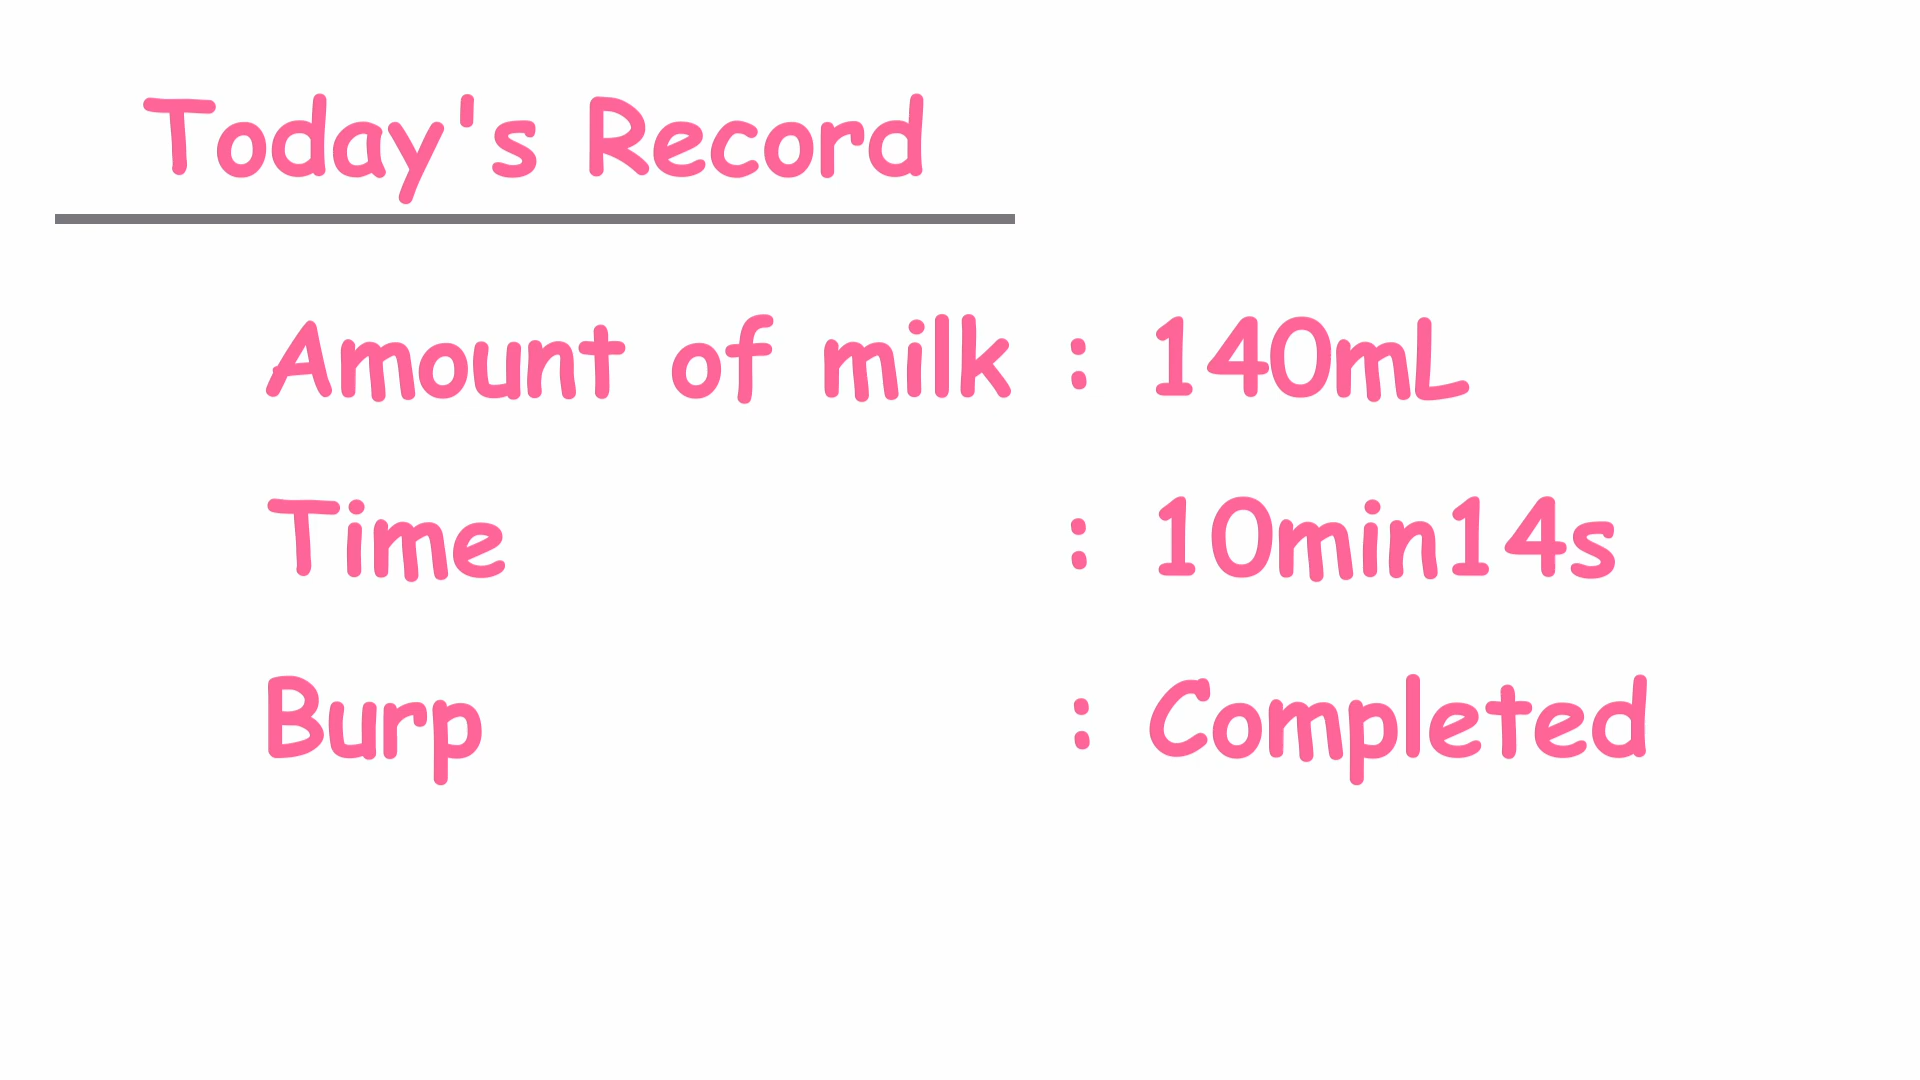 Today's Record
Amount of milk : 140mL
Time : 10min14s
Burp : Completed